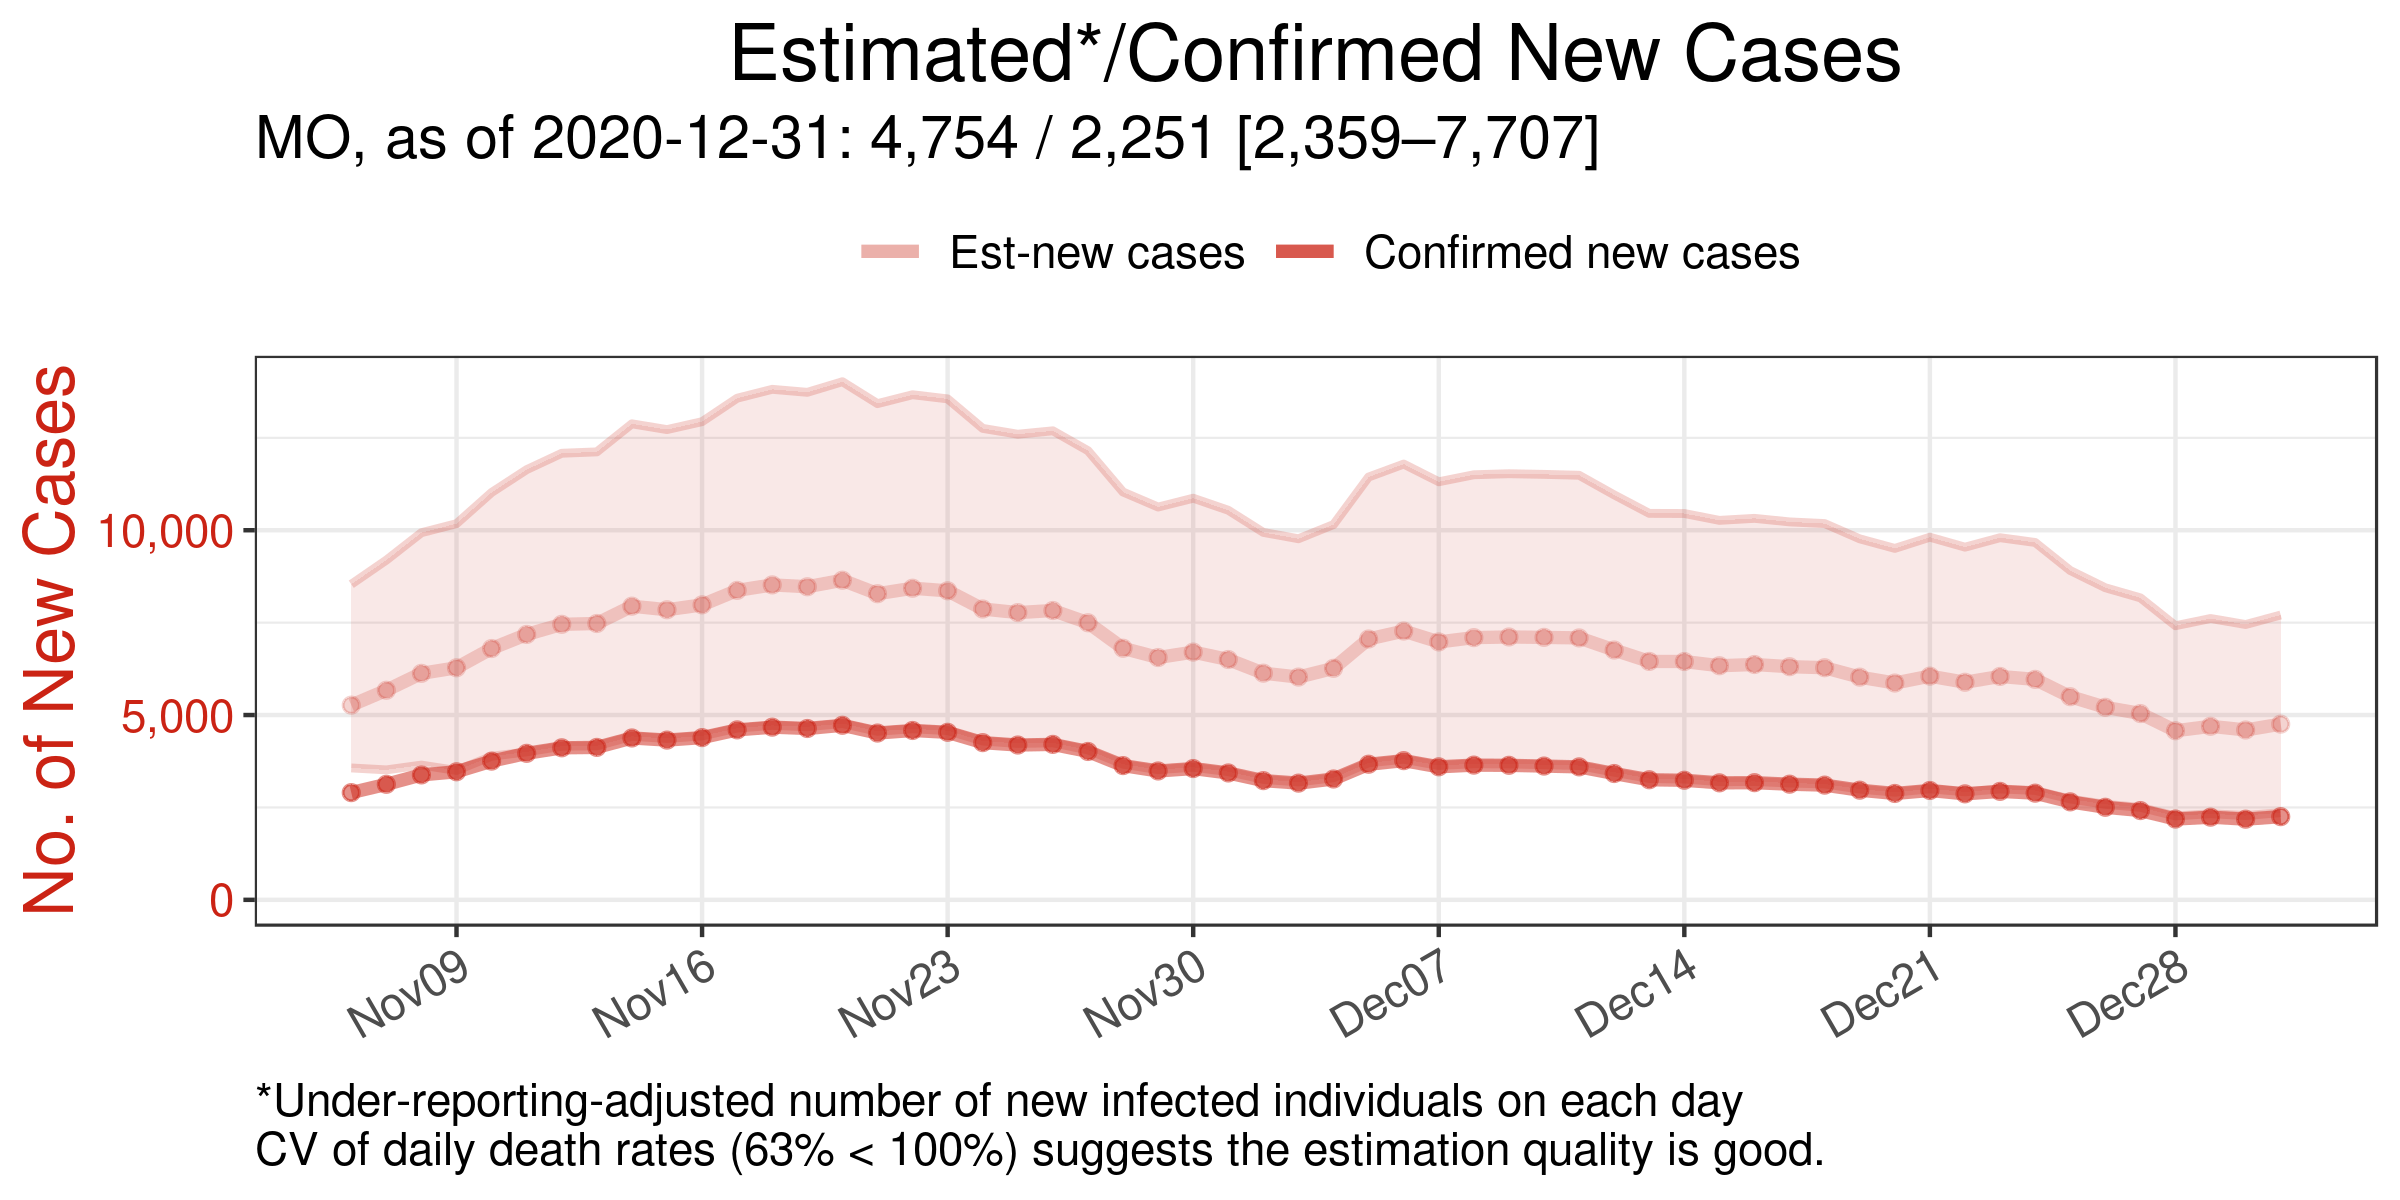 Estimated*/Confirmed New Cases
MO, as of 2020-12-31: 4,754 / 2,251 [2,359–7,707]
Est-new cases
Confirmed new cases
No. of New Cases
10,000
5,000
0
Nov09
Nov16
Nov23
Nov30
Dec07
Dec14
Dec21
Dec28
*Under-reporting-adjusted number of new infected individuals on each day
CV of daily death rates (63% < 100%) suggests the estimation quality is good.